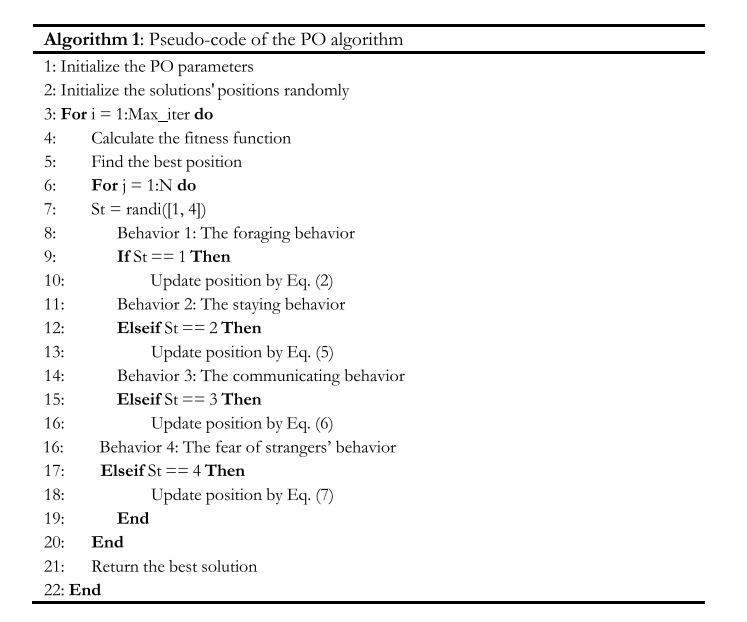 Algorithm 1: Pseudo-code of the PO algorithm
1: Initialize the PO parameters
2: Initialize the solutions' positions randomly
3: For i = 1:Max_iter do
4: Calculate the fitness function
5: Find the best position
6: For j = 1:N do
7: St = randi([1, 4])
8: Behavior 1: The foraging behavior
9: If St == 1 Then
10: Update position by Eq. (2)
11: Behavior 2: The staying behavior
12: Elseif St == 2 Then
13: Update position by Eq. (5)
14: Behavior 3: The communicating behavior
15: Elseif St == 3 Then
16: Update position by Eq. (6)
16: Behavior 4: The fear of strangers’ behavior
17: Elseif St == 4 Then
18: Update position by Eq. (7)
19: End
20: End
21: Return the best solution
22: End